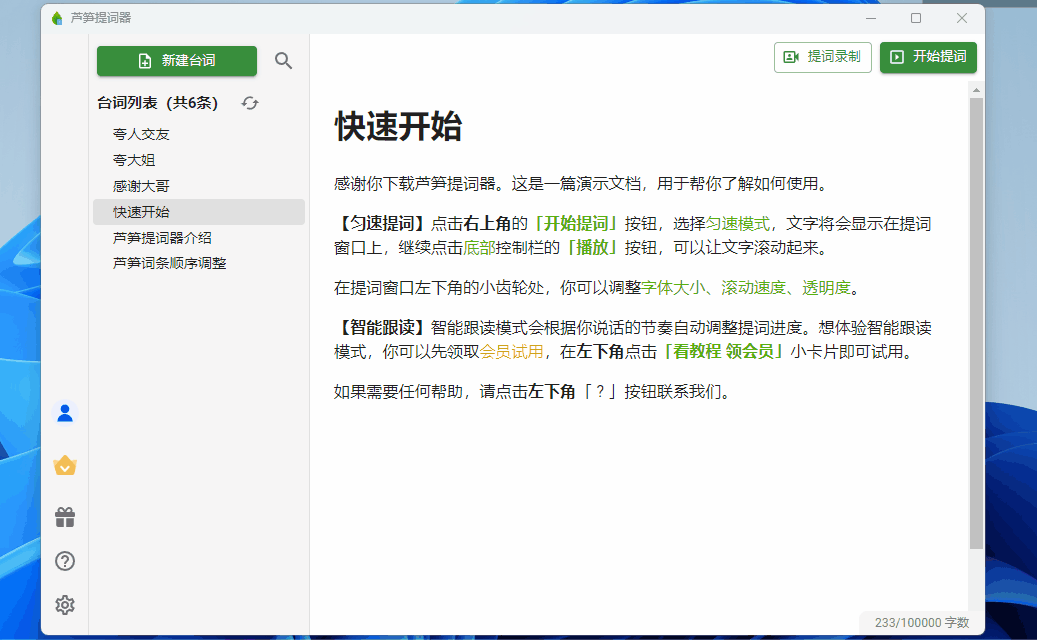 芦笋提词器
新建台词
台词列表（共6条）
夸人交友
夸大姐
感谢大哥
快速开始
芦笋提词器介绍
芦笋词条顺序调整
提词录制
开始提词
快速开始
感谢你下载芦笋提词器。这是一篇演示文档，用于帮你了解如何使用。
【匀速提词】点击右上角的「开始提词」按钮，选择匀速模式，文字将会显示在提词
窗口上，继续点击底部控制栏的「播放」按钮，可以让文字滚动起来。
在提词窗口左下角的小齿轮处，你可以调整字体大小、滚动速度、透明度。
【智能跟读】智能跟读模式会根据你说话的节奏自动调整提词进度。想体验智能跟读
模式，你可以先领取会员试用，在左下角点击「看教程 领会员」小卡片即可试用。
如果需要任何帮助，请点击左下角「？」按钮联系我们。
233/100000 字数